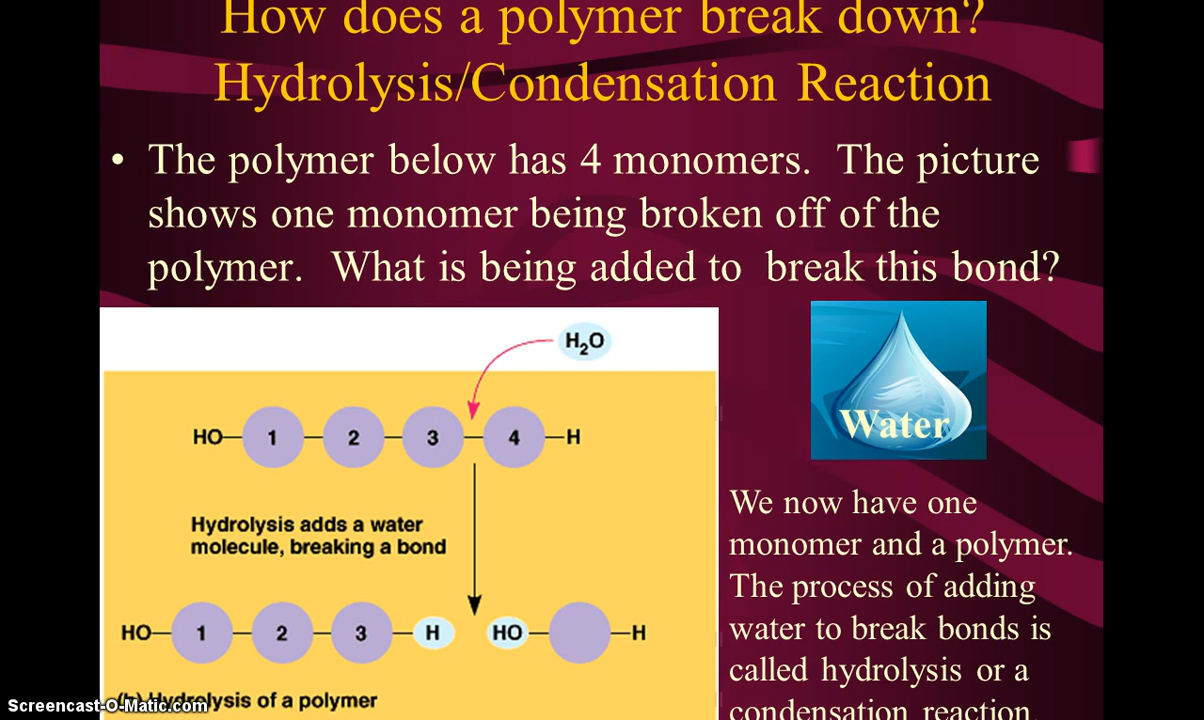 How does a polymer break down?
Hydrolysis/Condensation Reaction
• The polymer below has 4 monomers. The picture
shows one monomer being broken off of the
polymer. What is being added to break this bond?
H₂O
HO 1 2 3 4 H
Hydrolysis adds a water
molecule, breaking a bond
HO 1 2 3 H HO H
(b) Hydrolysis of a polymer
Water
We now have one
monomer and a polymer.
The process of adding
water to break bonds is
called hydrolysis or a
condensation reaction
Screencast-O-Matic.com